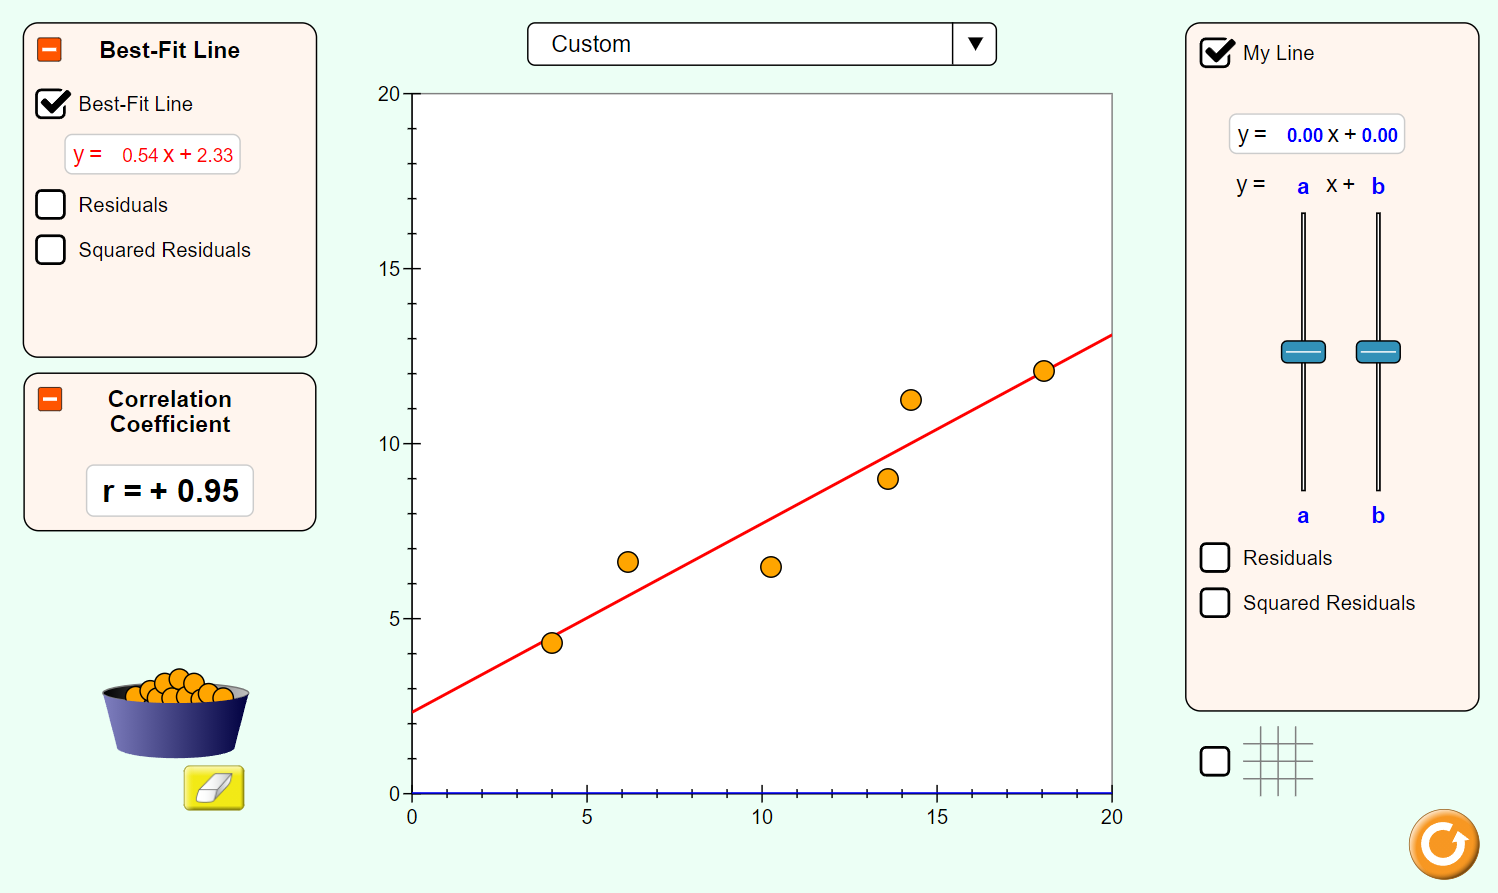 Best-Fit Line
Best-Fit Line
y = 0.54 x + 2.33
Residuals
Squared Residuals
Correlation
Coefficient
r = + 0.95
Custom
20
15
10
5
0
0 5 10 15 20
My Line
y = 0.00 x + 0.00
y = a x + b
a b
Residuals
Squared Residuals